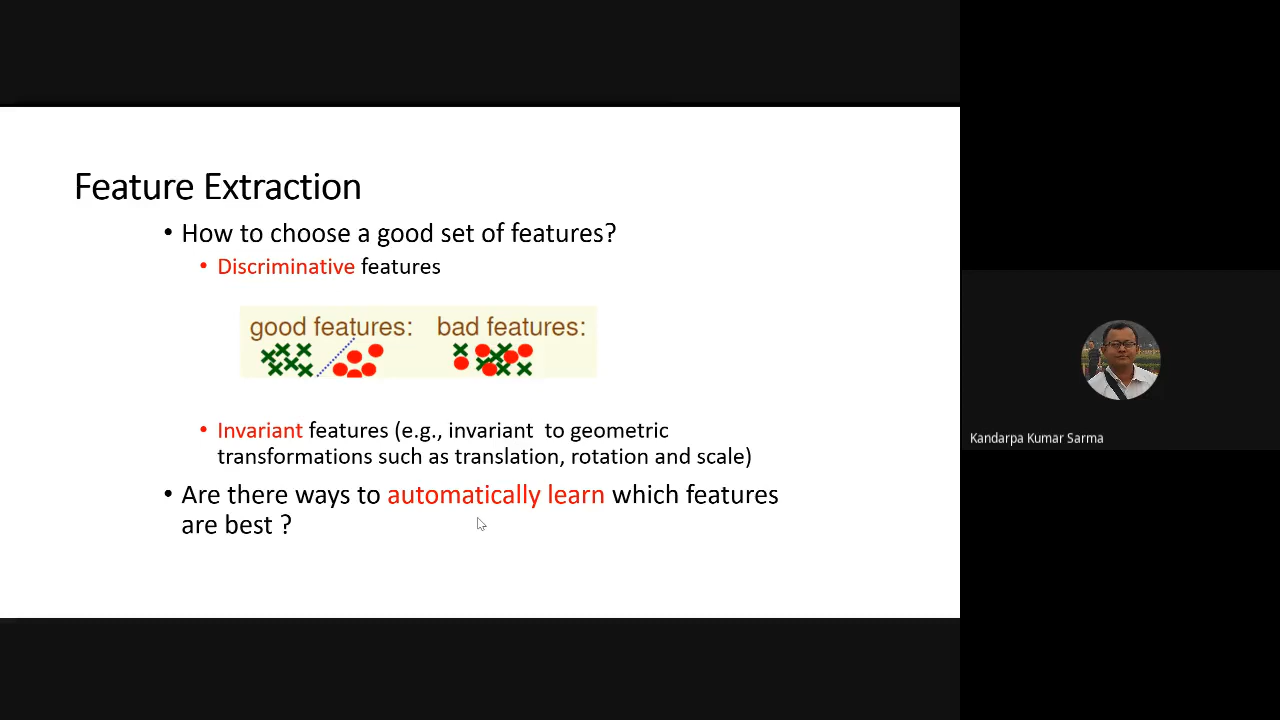 Feature Extraction
• How to choose a good set of features?
• Discriminative features
good features: bad features:
• Invariant features (e.g., invariant to geometric
transformations such as translation, rotation and scale)
• Are there ways to automatically learn which features
are best ?
Kandarpa Kumar Sarma